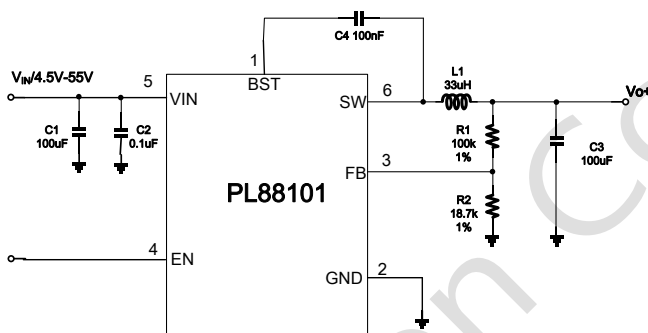 C4 100nF
1
BST
V_IN/4.5V-55V
5
VIN
C1
100uF
C2
0.1uF
SW
6
L1
33uH
Vo+
R1
100k
1%
C3
100uF
FB
3
PL88101
R2
18.7k
1%
4
EN
GND
2